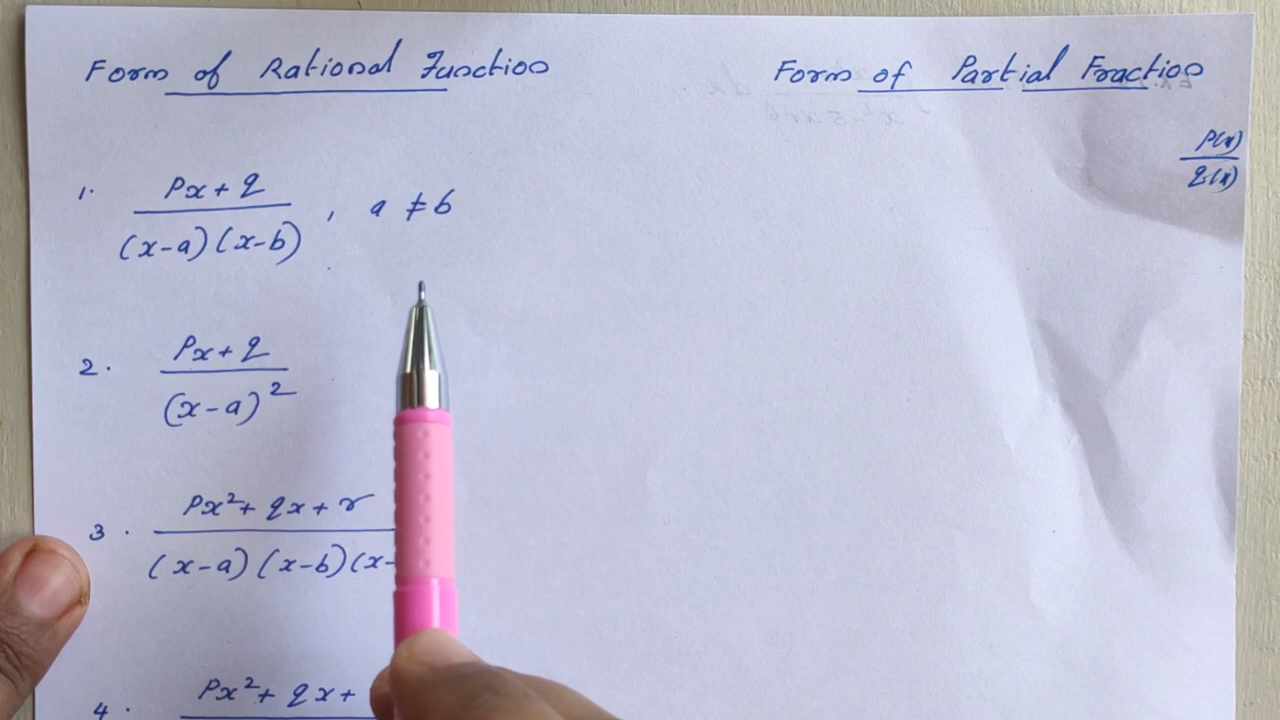 Form of Rational Function
Form of Partial Fraction
P(x)
q(x)
1. Px + q
(x-a)(x-b) , a ≠ b
2. Px + q
(x-a)²
3. Px² + qx + r
(x-a)(x-b)(x-
4. Px² + qx +